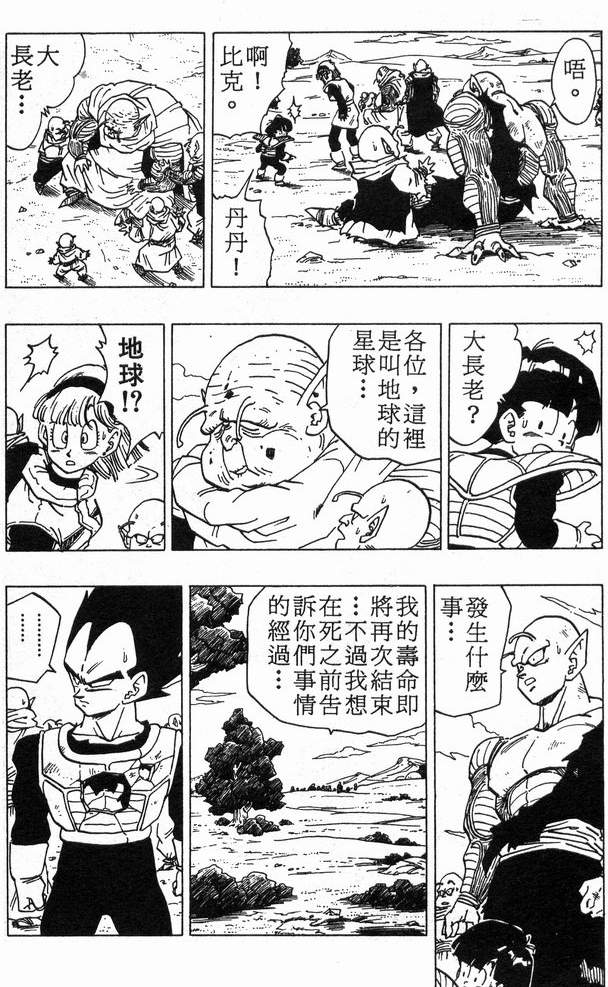 唔。
啊！
比克。
丹丹！
大
長老…
大長老？
各位，這裡
是叫地球的
星球…
地球!?
發生什麼
事…
我的壽命即
將再次結束
…不過我想
在死之前告
訴你們事情
的經過…
………